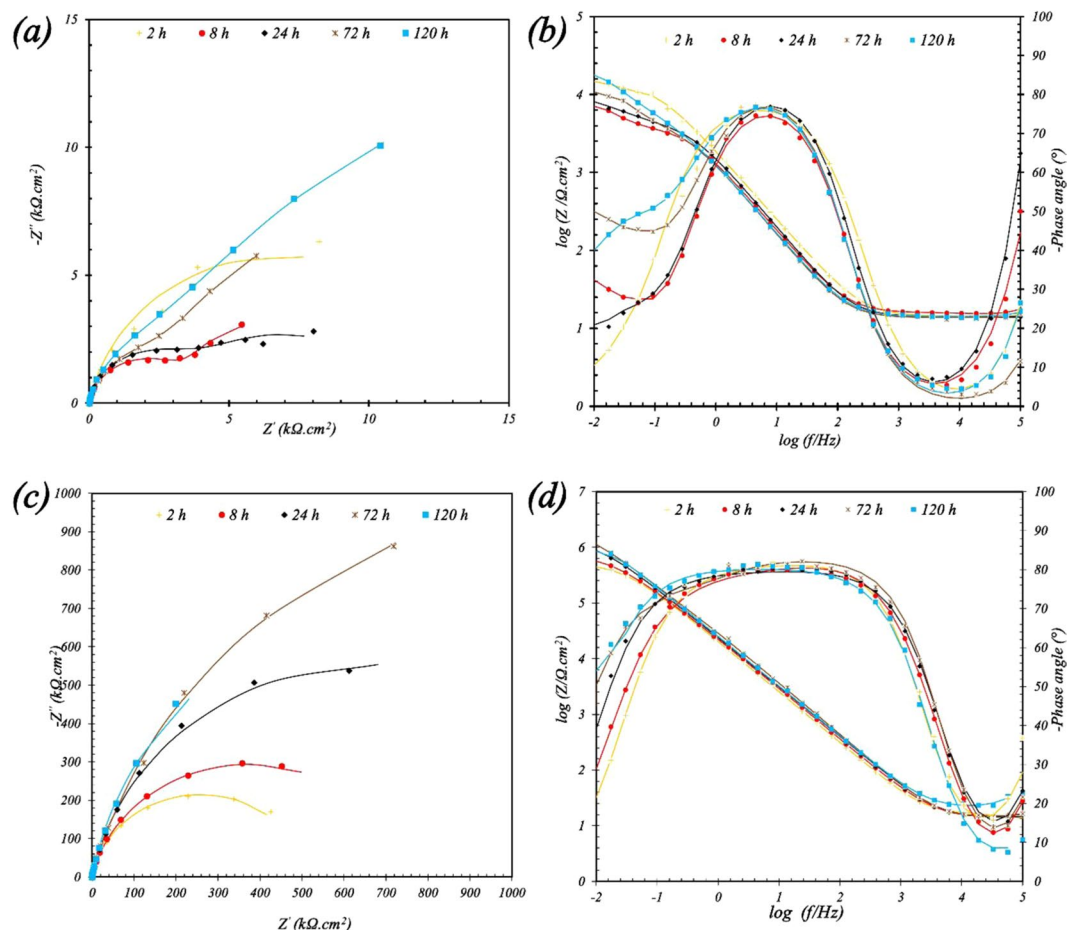 (a)
2 h 8 h 24 h 72 h 120 h
15
10
5
0
-Z'' (kΩ.cm²)
0 5 10 15
Z' (kΩ.cm²)
(b)
2 h 8 h 24 h 72 h 120 h
5
4
3
2
1
0
log (Z /Ω.cm²)
100
90
80
70
60
50
40
30
20
10
0
-Phase angle (°)
-2 -1 0 1 2 3 4 5
log (f/Hz)
(c)
2 h 8 h 24 h 72 h 120 h
1000
900
800
700
600
500
400
300
200
100
0
-Z'' (kΩ.cm²)
0 100 200 300 400 500 600 700 800 900 1000
Z' (kΩ.cm²)
(d)
2 h 8 h 24 h 72 h 120 h
7
6
5
4
3
2
1
0
log (Z/Ω.cm²)
100
90
80
70
60
50
40
30
20
10
0
-Phase angle (°)
-2 -1 0 1 2 3 4 5
log (f/Hz)